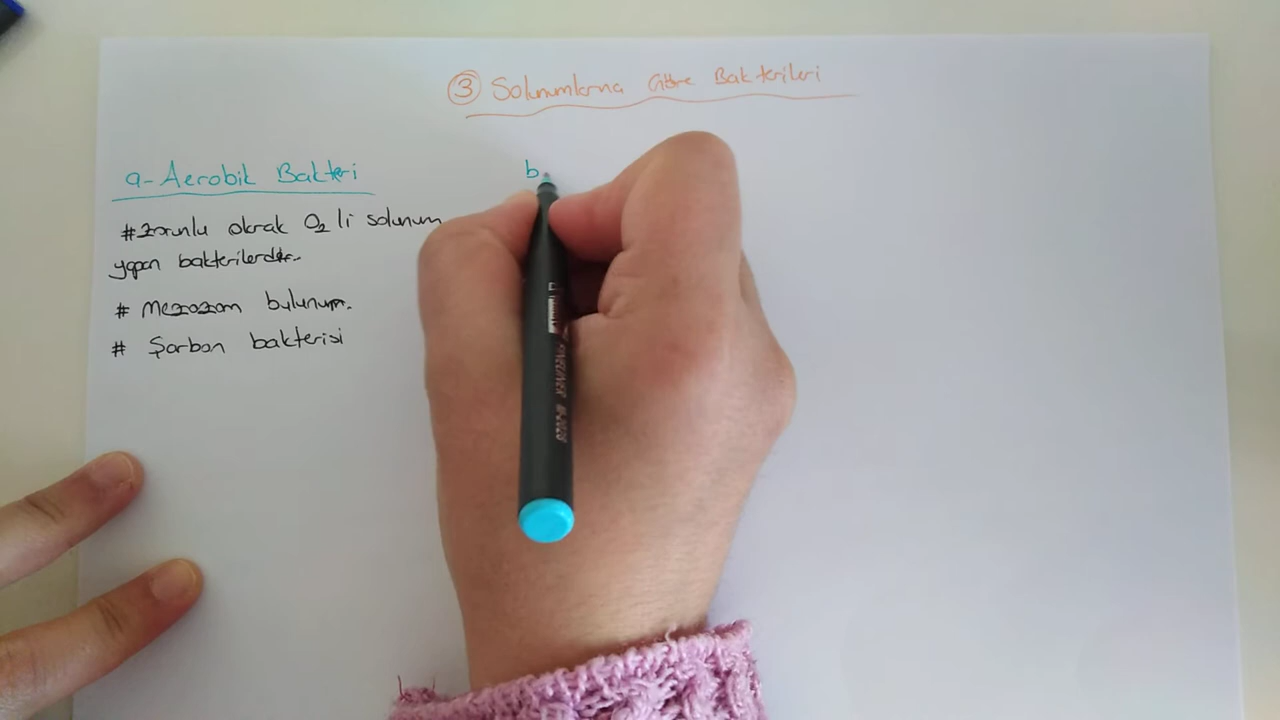 3 Solunumlarına Göre Bakterileri
a-Aerobik Bakteri
#Zorunlu olarak O₂ li solunum
yapan bakterilerdir.
# Mezozom bulunur.
# Şarbon bakterisi
b